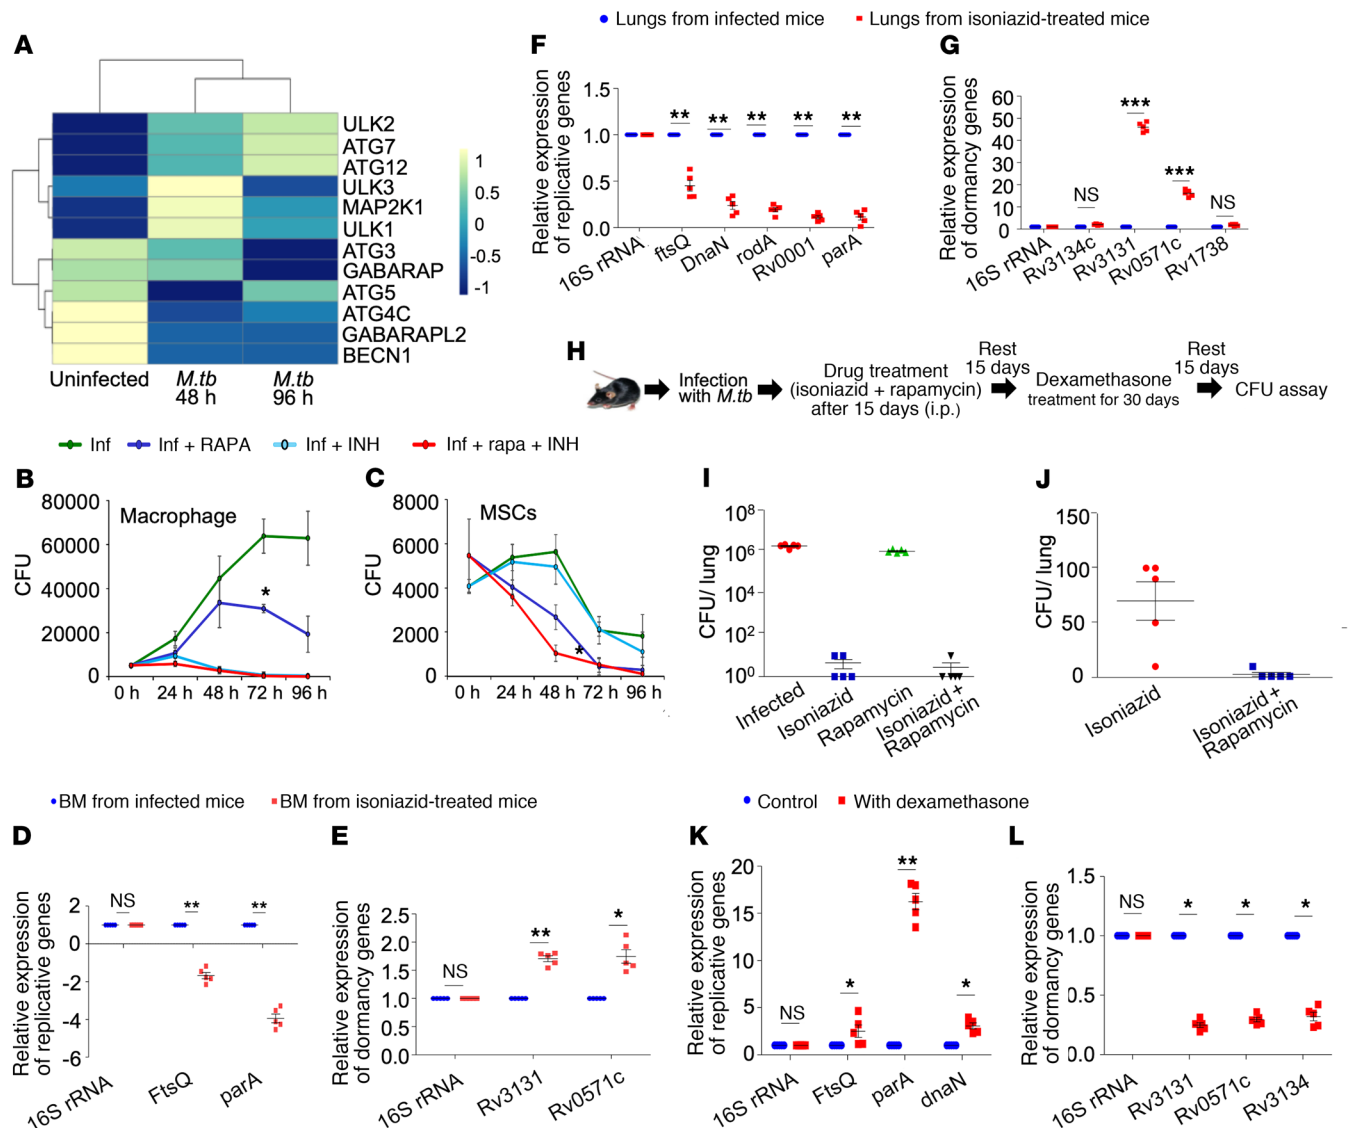 Lungs from infected mice
Lungs from isoniazid-treated mice
A
ULK2
ATG7
ATG12
ULK3
MAP2K1
ULK1
ATG3
GABARAP
ATG5
ATG4C
GABARAPL2
BECN1
1
0.5
0
-0.5
-1
Uninfected
M.tb
48 h
M.tb
96 h
F
Relative expression
of replicative genes
1.5
1.0
0.5
0.0
**
**
**
**
**
16S rRNA
ftsQ
DnaN
rodA
Rv0001
parA
G
Relative expression
of dormancy genes
60
50
40
30
20
10
0
NS
***
***
NS
16S rRNA
Rv3134c
Rv3131
Rv0571c
Rv1738
H
Infection
with M.tb
Drug treatment
(isoniazid + rapamycin)
after 15 days (i.p.)
Rest
15 days
Dexamethasone
treatment for 30 days
Rest
15 days
CFU assay
Inf
Inf + RAPA
Inf + INH
Inf + rapa + INH
B
Macrophage
CFU
80000
60000
40000
20000
0
*
0 h
24 h
48 h
72 h
96 h
C
MSCs
CFU
8000
6000
4000
2000
0
*
0 h
24 h
48 h
72 h
96 h
I
CFU/ lung
10⁸
10⁶
10⁴
10²
10⁰
Infected
Isoniazid
Rapamycin
Isoniazid+
Rapamycin
J
CFU/ lung
150
100
50
0
Isoniazid
Isoniazid+
Rapamycin
BM from infected mice
BM from isoniazid-treated mice
D
Relative expression
of replicative genes
2
0
-2
-4
-6
NS
**
**
16S rRNA
FtsQ
parA
E
Relative expression
of dormancy genes
2.5
2.0
1.5
1.0
0.5
0.0
NS
**
*
16S rRNA
Rv3131
Rv0571c
Control
With dexamethasone
K
Relative expression
of replicative genes
20
15
10
5
0
NS
*
**
*
16S rRNA
FtsQ
parA
dnaN
L
Relative expression
of dormancy genes
1.5
1.0
0.5
0.0
NS
*
*
*
16S rRNA
Rv3131
Rv0571c
Rv3134